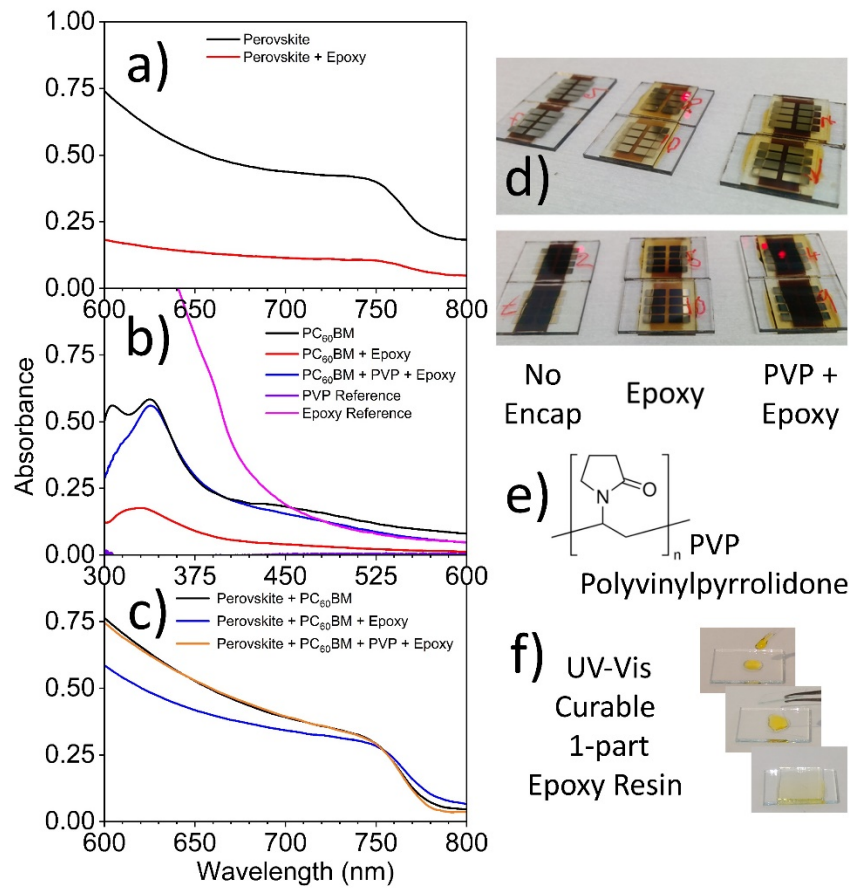 a)
Perovskite
Perovskite + Epoxy
1.00
0.75
0.50
0.25
0.00
600 650 700 750 800
b)
PC₆₀BM
PC₆₀BM + Epoxy
PC₆₀BM + PVP + Epoxy
PVP Reference
Epoxy Reference
0.75
0.50
0.25
0.00
300 375 450 525 600
Absorbance
c)
Perovskite + PC₆₀BM
Perovskite + PC₆₀BM + Epoxy
Perovskite + PC₆₀BM + PVP + Epoxy
0.75
0.50
0.25
0.00
600 650 700 750 800
Wavelength (nm)
d)
10
2
10
No
Encap
Epoxy
PVP +
Epoxy
e)
N
O
n
PVP
Polyvinylpyrrolidone
f)
UV-Vis
Curable
1-part
Epoxy Resin